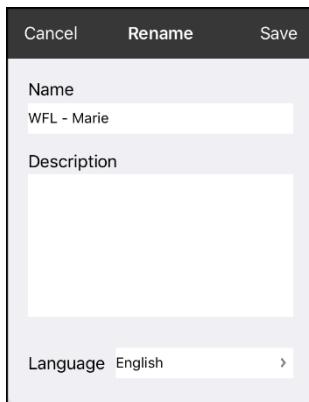 Cancel Rename Save
Name
WFL - Marie
Description
Language English >